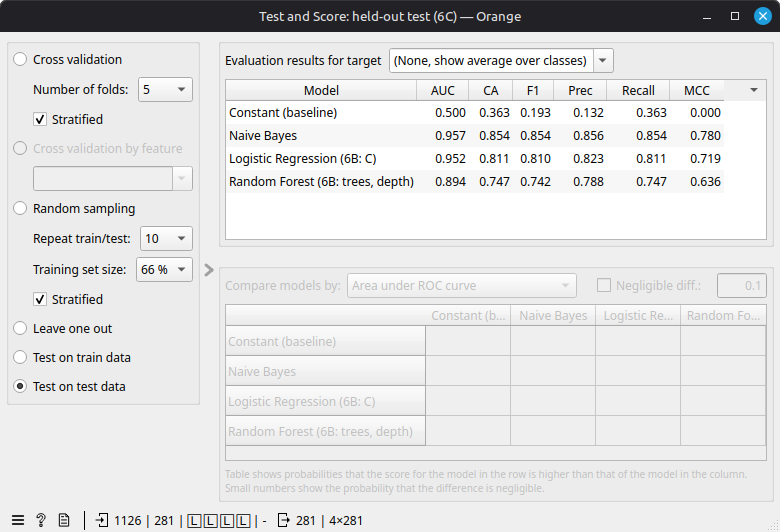 Test and Score: held-out test (6C) — Orange
Cross validation
Number of folds: 5
Stratified
Cross validation by feature
Random sampling
Repeat train/test: 10
Training set size: 66 %
Stratified
Leave one out
Test on train data
Test on test data
Evaluation results for target (None, show average over classes)
Model AUC CA F1 Prec Recall MCC
Constant (baseline) 0.500 0.363 0.193 0.132 0.363 0.000
Naive Bayes 0.957 0.854 0.854 0.856 0.854 0.780
Logistic Regression (6B: C) 0.952 0.811 0.810 0.823 0.811 0.719
Random Forest (6B: trees, depth) 0.894 0.747 0.742 0.788 0.747 0.636
Compare models by: Area under ROC curve Negligible diff.: 0.1
Constant (b... Naive Bayes Logistic Re... Random Fo...
Constant (baseline)
Naive Bayes
Logistic Regression (6B: C)
Random Forest (6B: trees, depth)
Table shows probabilities that the score for the model in the row is higher than that of the model in the column.
Small numbers show the probability that the difference is negligible.
1126 | 281 | L L L L | - 281 | 4×281